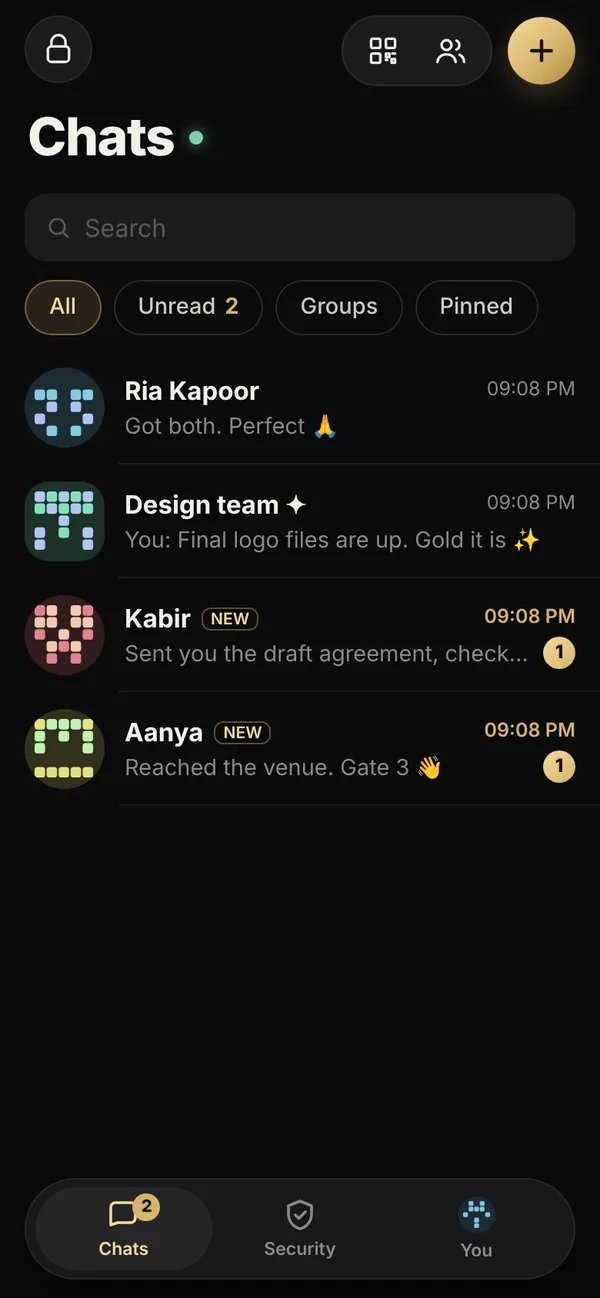 Chats
Search
All
Unread 2
Groups
Pinned
Ria Kapoor
09:08 PM
Got both. Perfect 🙏
Design team ✦
09:08 PM
You: Final logo files are up. Gold it is ✨
Kabir NEW
09:08 PM
Sent you the draft agreement, check...
1
Aanya NEW
09:08 PM
Reached the venue. Gate 3 👋
1
2
Chats
Security
You